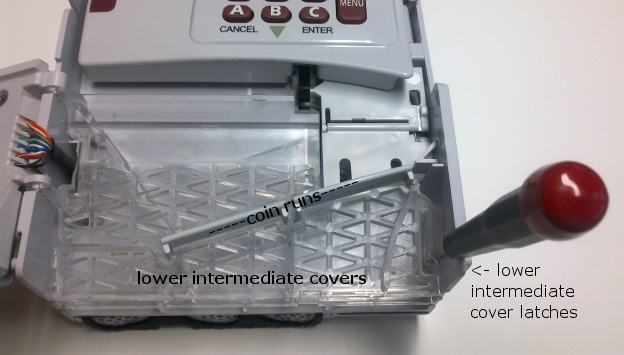 A B C MENU
CANCEL ENTER
-----coin runs-----
lower intermediate covers
<- lower
intermediate
cover latches